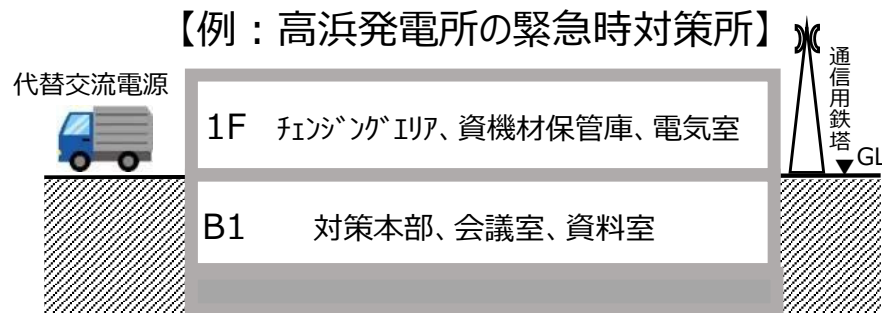 【例：高浜発電所の緊急時対策所】
代替交流電源
通信用鉄塔
1F ﾁｪﾝｼﾞﾝｸﾞｴﾘｱ、資機材保管庫、電気室
▼GL
B1 対策本部、会議室、資料室